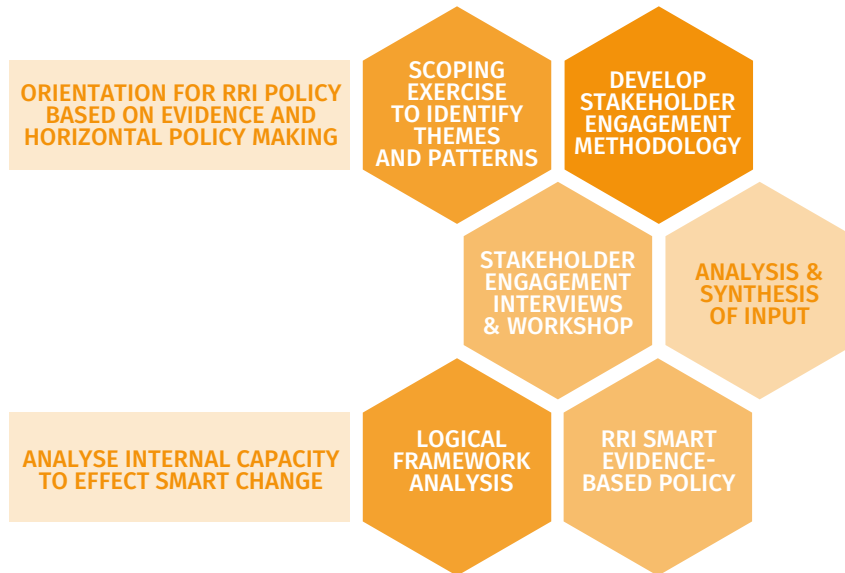 ORIENTATION FOR RRI POLICY
BASED ON EVIDENCE AND
HORIZONTAL POLICY MAKING
SCOPING
EXERCISE
TO IDENTIFY
THEMES
AND PATTERNS
DEVELOP
STAKEHOLDER
ENGAGEMENT
METHODOLOGY
STAKEHOLDER
ENGAGEMENT
INTERVIEWS
& WORKSHOP
ANALYSIS &
SYNTHESIS
OF INPUT
ANALYSE INTERNAL CAPACITY
TO EFFECT SMART CHANGE
LOGICAL
FRAMEWORK
ANALYSIS
RRI SMART
EVIDENCE-
BASED POLICY